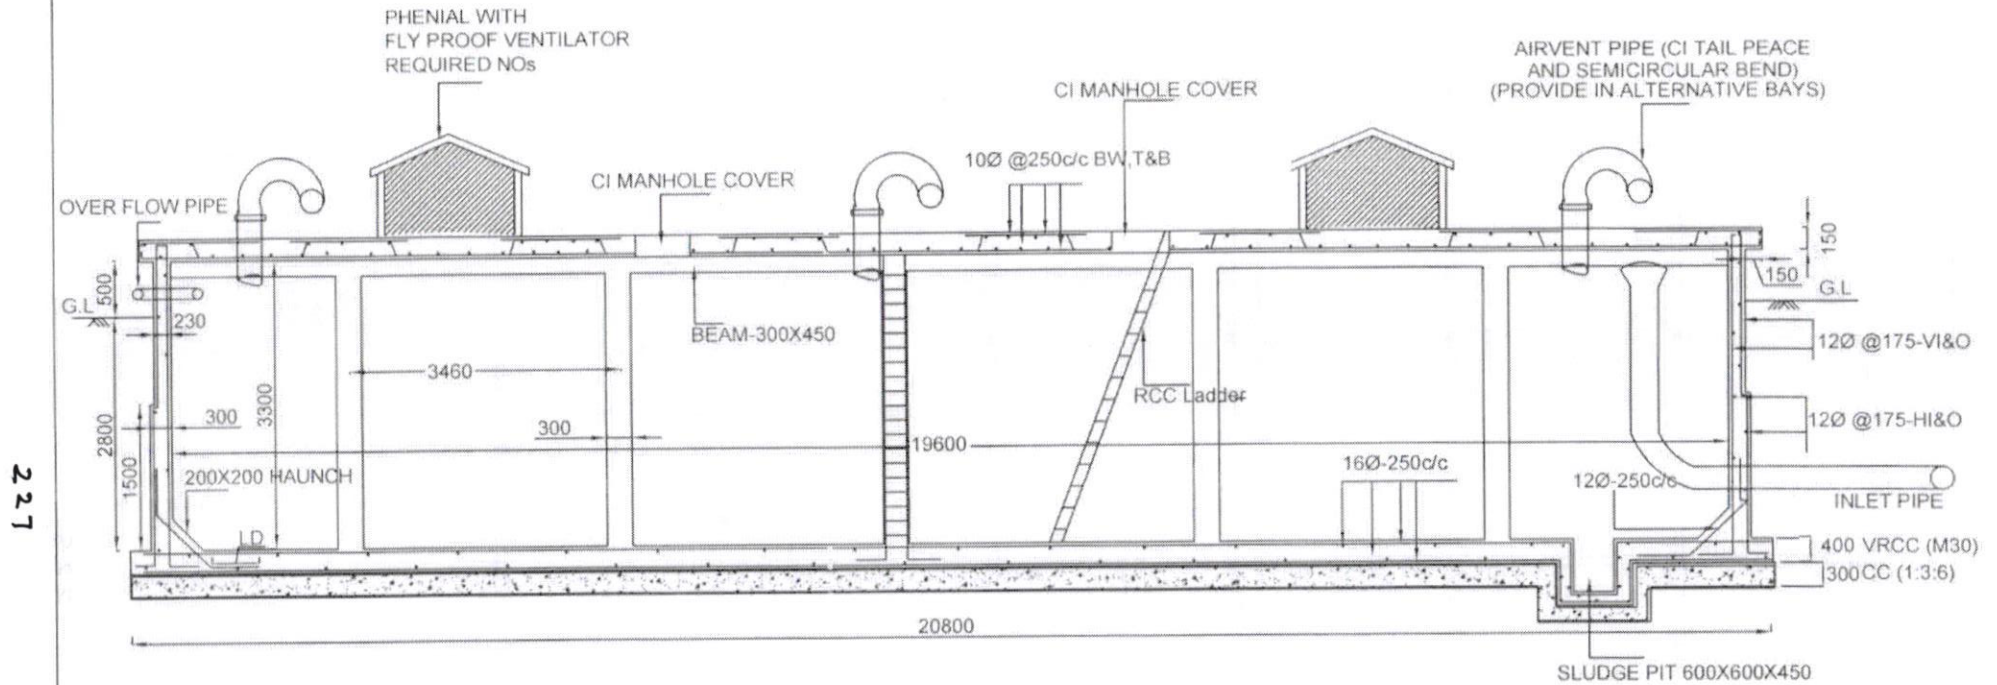 PHENIAL WITH
FLY PROOF VENTILATOR
REQUIRED NOs
AIRVENT PIPE (CI TAIL PEACE
AND SEMICIRCULAR BEND)
(PROVIDE IN ALTERNATIVE BAYS)
CI MANHOLE COVER
10Ø @250c/c BW,T&B
CI MANHOLE COVER
OVER FLOW PIPE
150
150
500
G.L
G.L
230
BEAM-300X450
12Ø @175-VI&O
3460
RCC Ladder
3300
300
2800
12Ø @175-HI&O
300
19600
1500
200X200 HAUNCH
16Ø-250c/c
12Ø-250c/c
INLET PIPE
LD
400 VRCC (M30)
300 CC (1:3:6)
20800
SLUDGE PIT 600X600X450
227